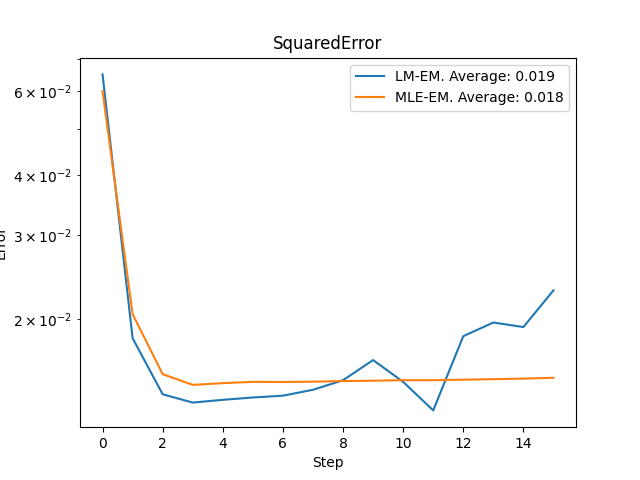 SquaredError
LM-EM. Average: 0.019
MLE-EM. Average: 0.018
6 × 10⁻²
4 × 10⁻²
3 × 10⁻²
2 × 10⁻²
Error
0 2 4 6 8 10 12 14
Step